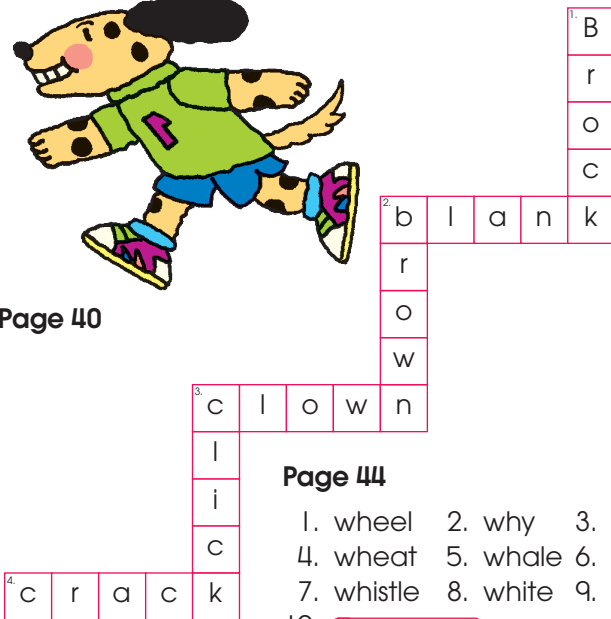 1. B
r
o
c
2. b l a n k
r
o
w
3. c l o w n
l
i
c
4. c r a c k
1
Page 40
Page 44
1. wheel 2. why 3.
4. wheat 5. whale 6.
7. whistle 8. white 9.